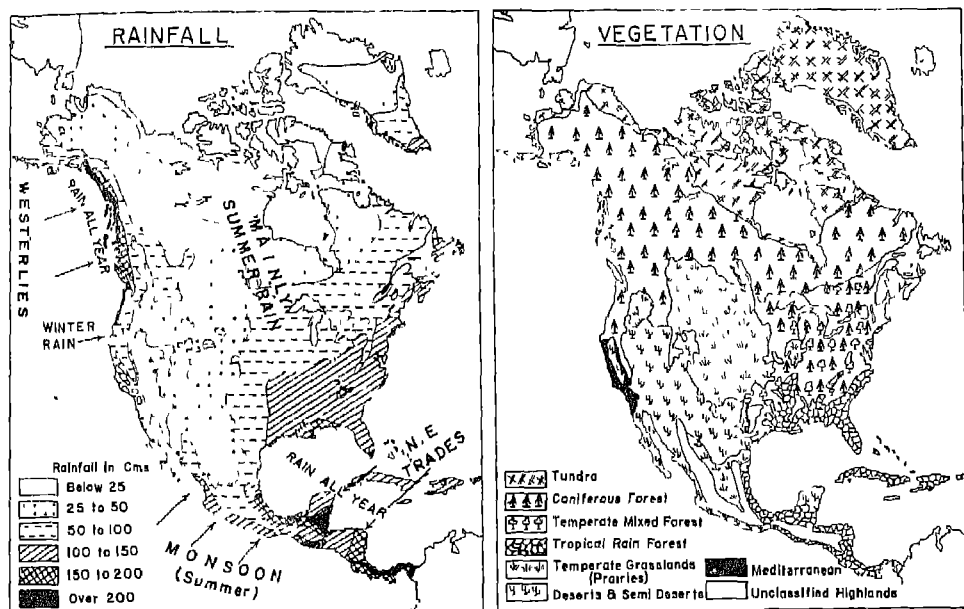 RAINFALL
WESTERLIES
RAIN ALL YEAR
MAINLY
SUMMER RAIN
WINTER
RAIN
N.E
TRADES
RAIN ALL YEAR
MONSOON
(Summer)
Rainfall in Cms
Below 25
25 to 50
50 to 100
100 to 150
150 to 200
Over 200
VEGETATION
Tundra
Coniferous Forest
Temperate Mixed Forest
Tropical Rain Forest
Temperate Grasslands
(Prairies)
Deserts & Semi Deserts
Mediterranean
Unclassified Highlands